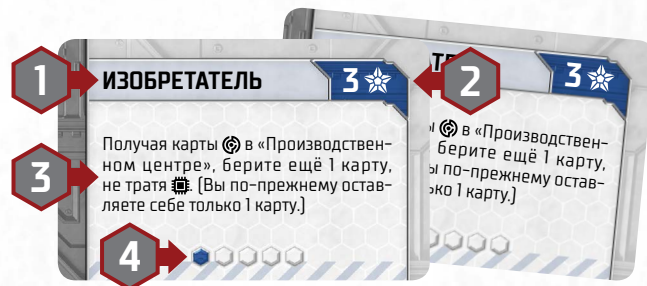 1
ИЗОБРЕТАТЕЛЬ
3
2
3
Получая карты в «Производствен-
ном центре», берите ещё 1 карту,
не тратя . (Вы по-прежнему остав-
ляете себе только 1 карту.)
3
4
в «Производствен-
берите ещё 1 карту,
по-прежнему остав-
1 карту.)